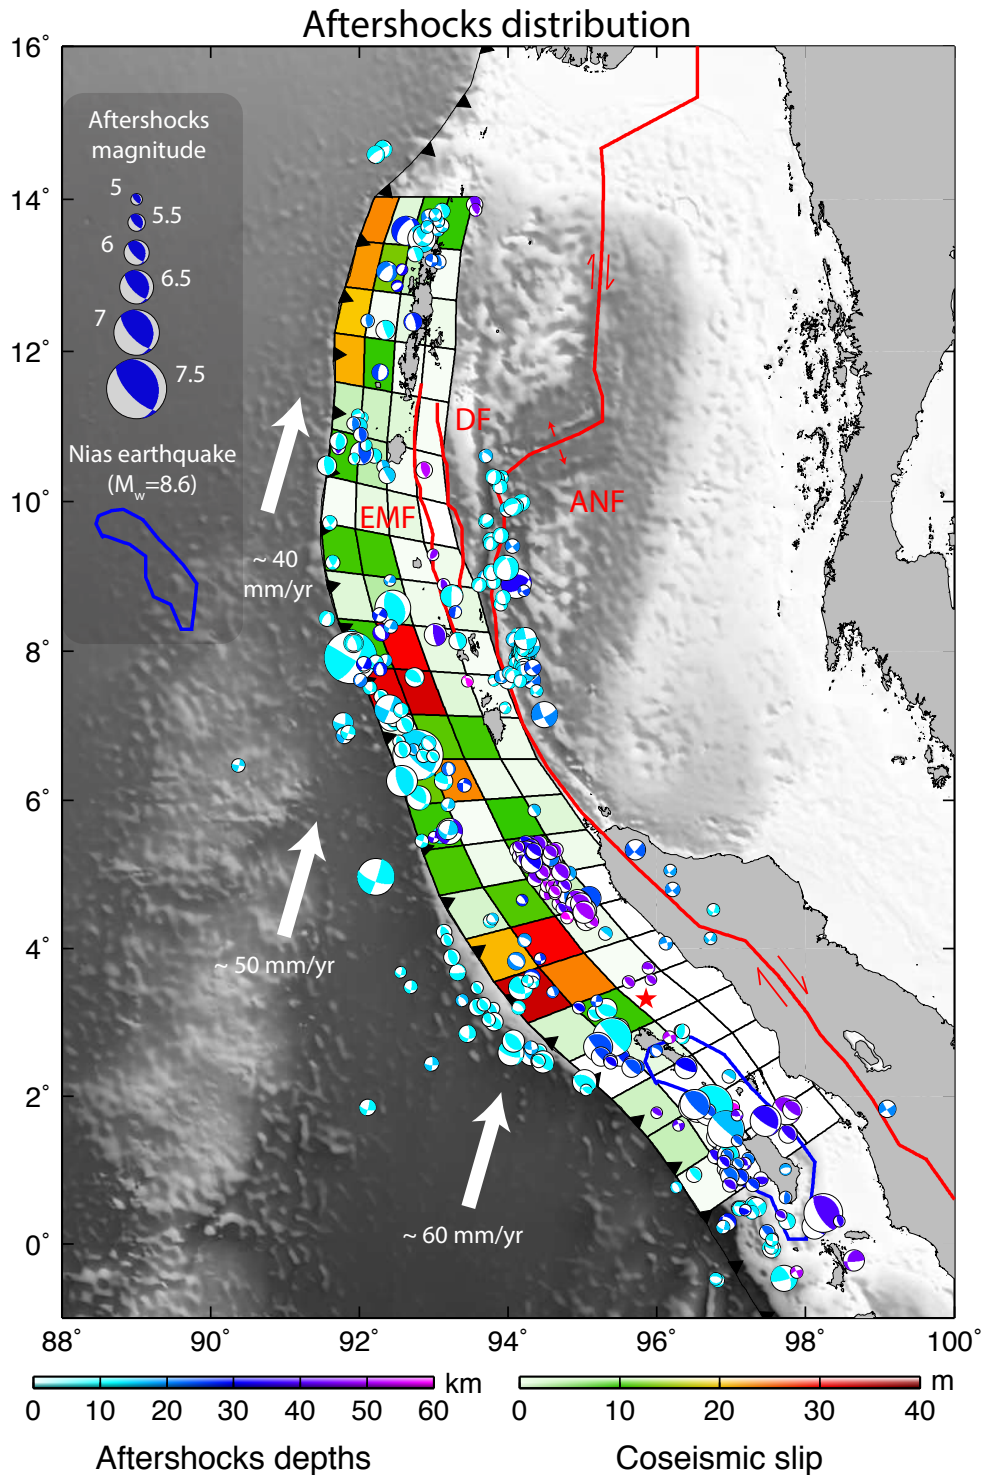 Aftershocks distribution
16°
14°
12°
10°
8°
6°
4°
2°
0°
Aftershocks
magnitude
5
5.5
6
6.5
7
7.5
Nias earthquake
(Mw=8.6)
DF
ANF
EMF
~ 40
mm/yr
~ 50 mm/yr
~ 60 mm/yr
88° 90° 92° 94° 96° 98° 100°
km
0 10 20 30 40 50 60
Aftershocks depths
m
0 10 20 30 40
Coseismic slip